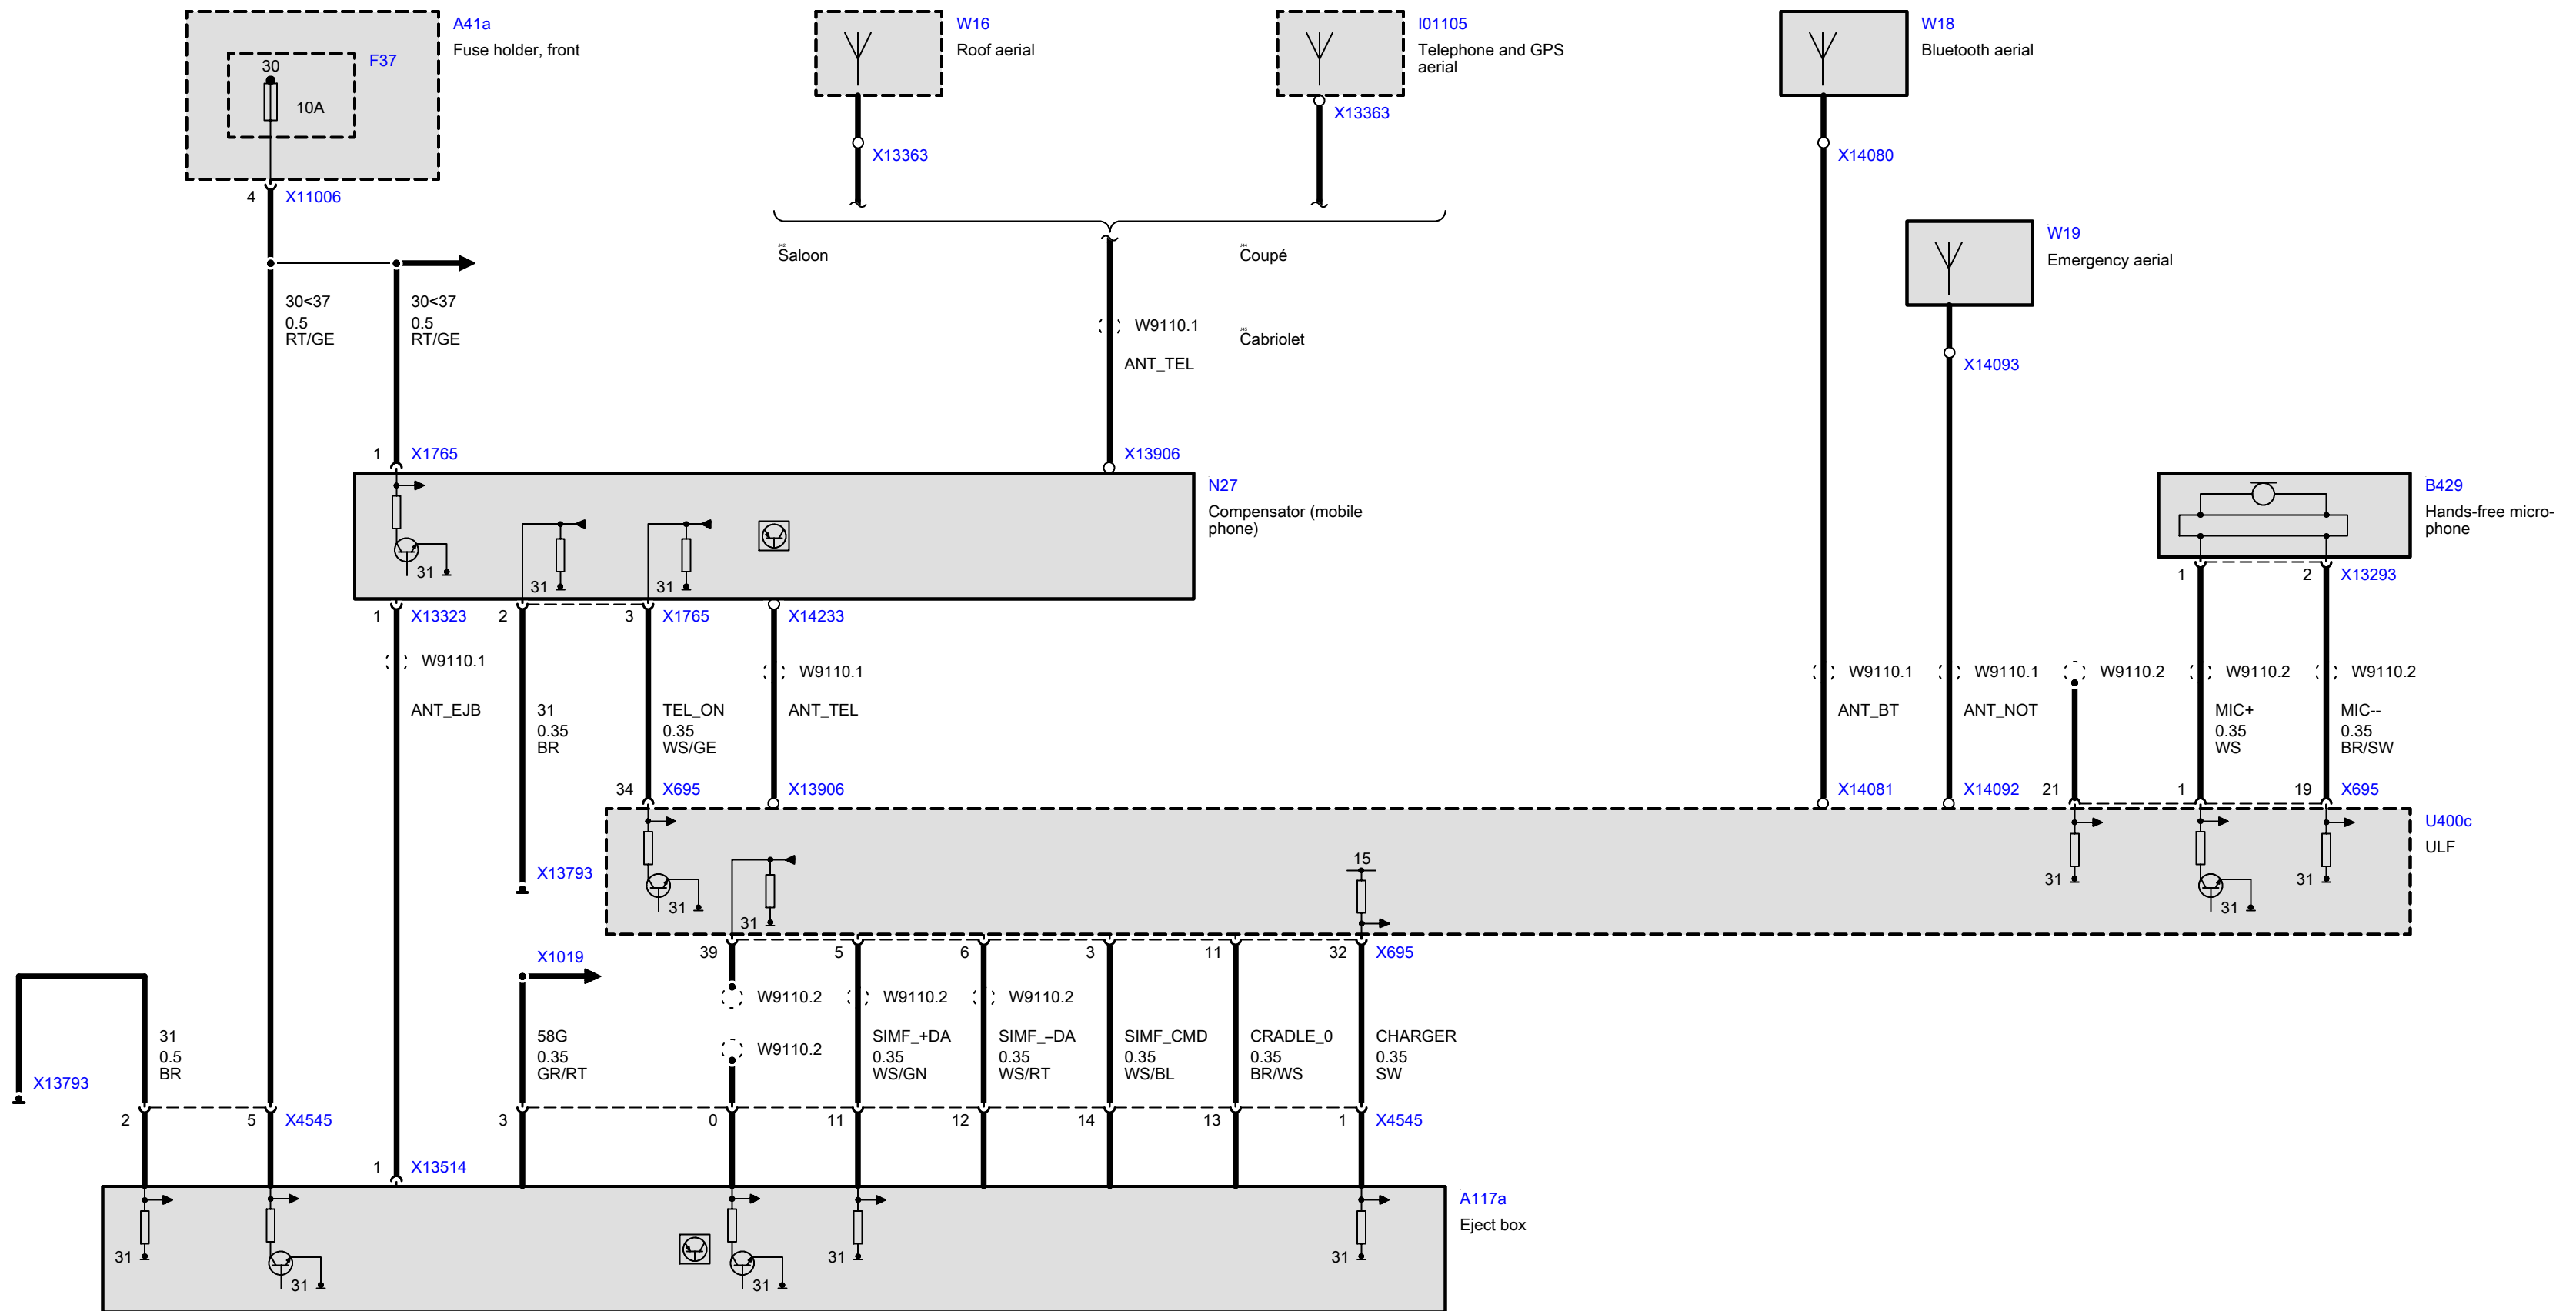 A41a
Fuse holder, front
F37
30
10A
4
X11006
W16
Roof aerial
X13363
I01105
Telephone and GPS
aerial
X13363
W18
Bluetooth aerial
X14080
W19
Emergency aerial
X14093
Saloon
Coupé
Cabriolet
30<37
0.5
RT/GE
30<37
0.5
RT/GE
W9110.1
ANT_TEL
1
X1765
X13906
N27
Compensator (mobile
phone)
31
31
31
B429
Hands-free micro-
phone
1
2
X13293
1
X13323
2
3
X1765
X14233
W9110.1
ANT_EJB
31
0.35
BR
TEL_ON
0.35
WS/GE
W9110.1
ANT_TEL
W9110.1
ANT_BT
W9110.1
ANT_NOT
W9110.2
W9110.2
MIC+
0.35
WS
W9110.2
MIC--
0.35
BR/SW
34
X695
X13906
X14081
X14092
21
1
19
X695
U400c
ULF
X13793
31
31
15
31
31
31
39
5
6
3
11
32
X695
X1019
W9110.2
W9110.2
W9110.2
W9110.2
31
0.5
BR
X13793
58G
0.35
GR/RT
SIMF_+DA
0.35
WS/GN
SIMF_–DA
0.35
WS/RT
SIMF_CMD
0.35
WS/BL
CRADLE_0
0.35
BR/WS
CHARGER
0.35
SW
2
5
X4545
3
0
11
12
14
13
1
X4545
1
X13514
A117a
Eject box
31
31
31
31
31